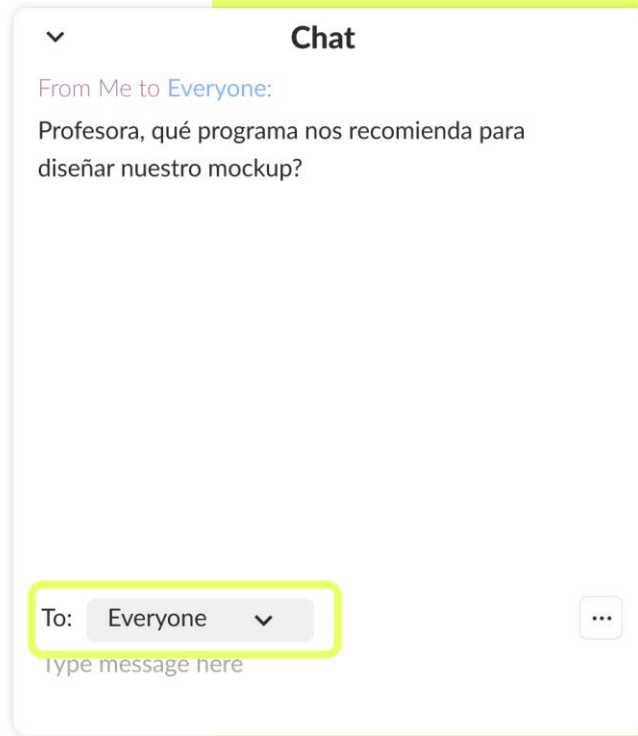 Chat
From Me to Everyone:
Profesora, qué programa nos recomienda para
diseñar nuestro mockup?
To: Everyone
Type message here